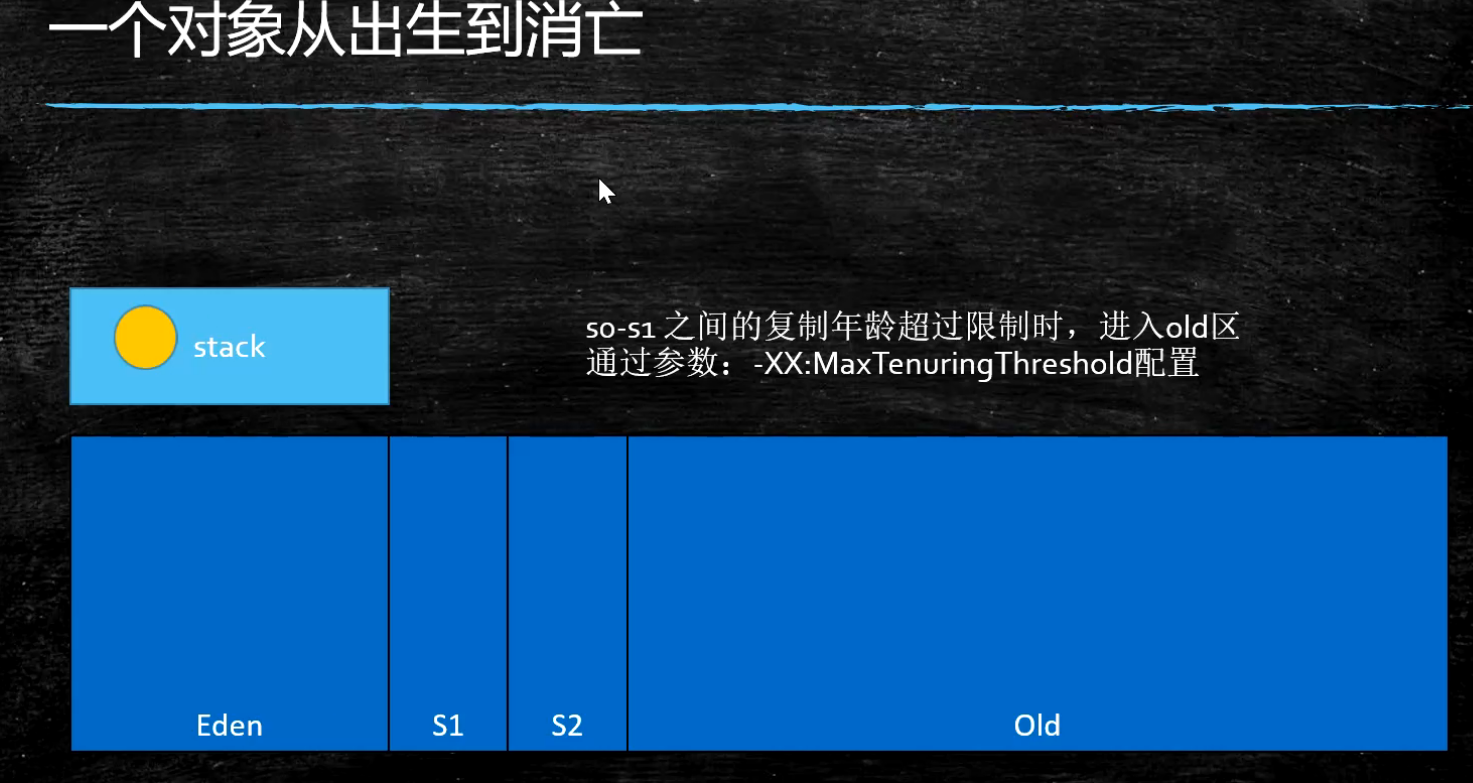 一个对象从出生到消亡
stack
s0-s1 之间的复制年龄超过限制时，进入old区
通过参数：-XX:MaxTenuringThreshold配置
Eden
S1
S2
Old